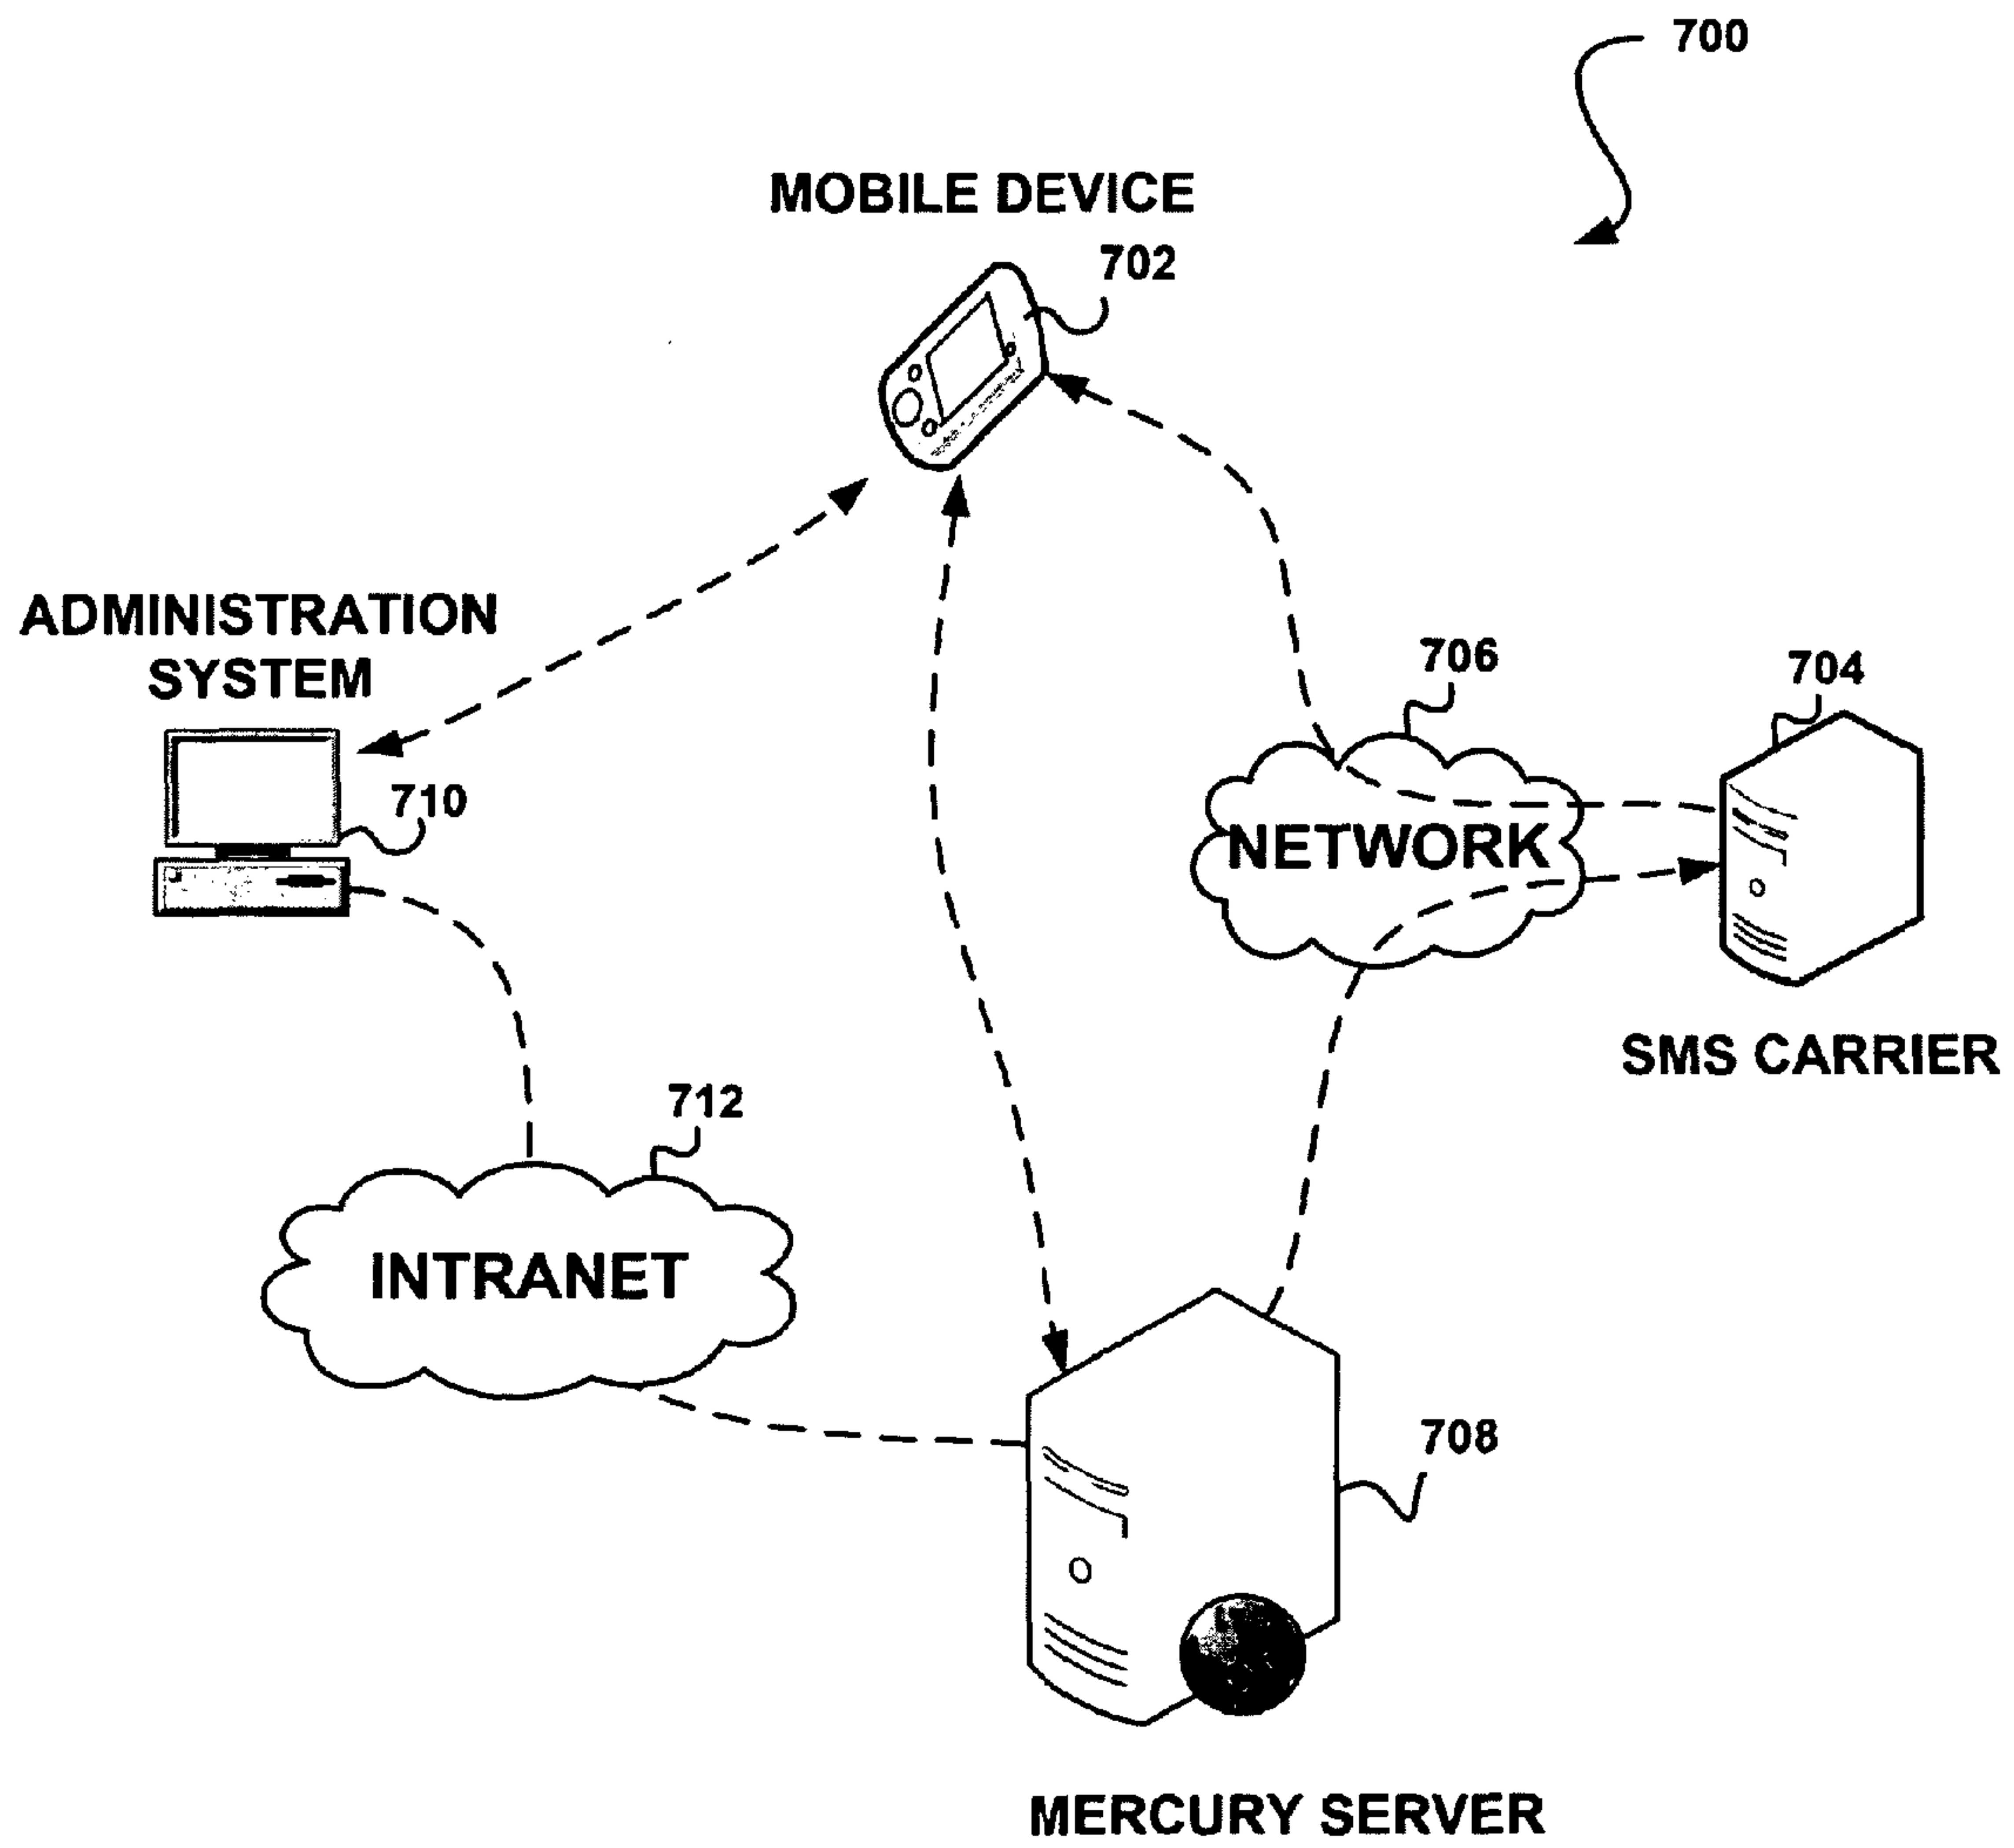 700
MOBILE DEVICE
702
ADMINISTRATION
SYSTEM
706
704
710
NETWORK
SMS CARRIER
712
INTRANET
708
MERCURY SERVER